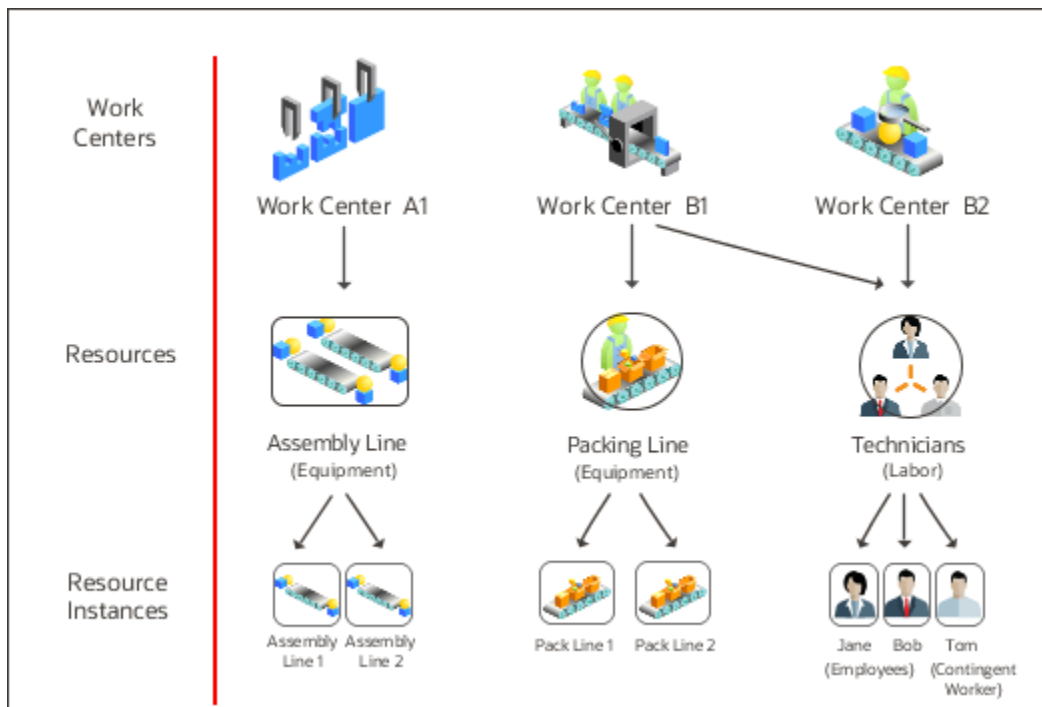 Work
Centers
Work Center A1
Work Center B1
Work Center B2
Resources
Assembly Line
(Equipment)
Packing Line
(Equipment)
Technicians
(Labor)
Resource
Instances
Assembly
Line 1
Assembly
Line 2
Pack Line 1
Pack Line 2
Jane
Bob
Tom
(Employees)
(Contingent
Worker)